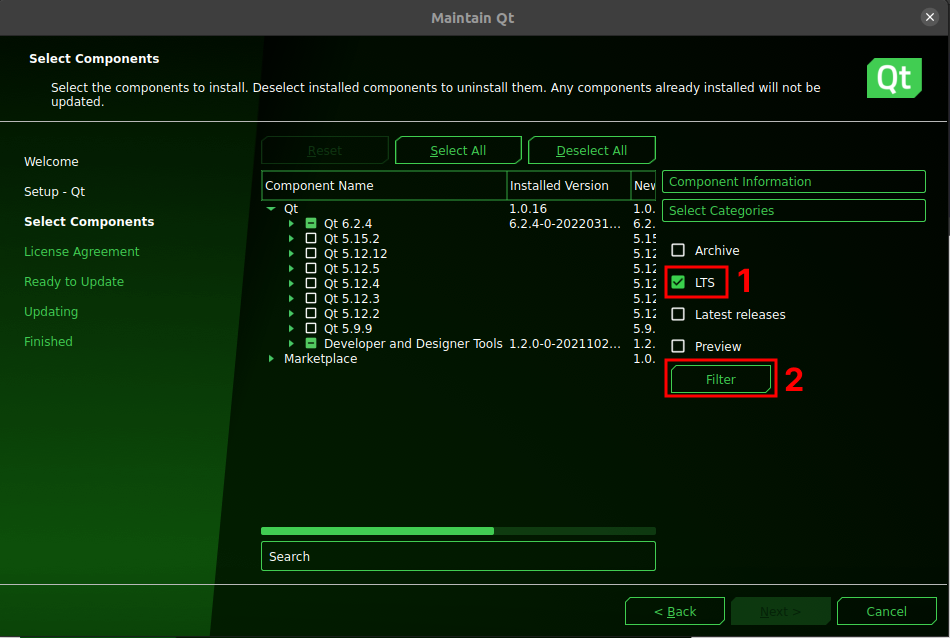 Maintain Qt
Select Components
Select the components to install. Deselect installed components to uninstall them. Any components already installed will not be
updated.
Qt
Welcome
Setup - Qt
Select Components
License Agreement
Ready to Update
Updating
Finished
Reset
Select All
Deselect All
Component Name Installed Version New
Qt 1.0.16 1.0.
Qt 6.2.4 6.2.4-0-2022031... 6.2.
Qt 5.15.2 5.15
Qt 5.12.12 5.12
Qt 5.12.5 5.12
Qt 5.12.4 5.12
Qt 5.12.3 5.12
Qt 5.12.2 5.12
Qt 5.9.9 5.9.
Developer and Designer Tools 1.2.0-0-2021102... 1.2.
Marketplace 1.0.
Search
Component Information
Select Categories
Archive
LTS 1
Latest releases
Preview
Filter 2
< Back
Next >
Cancel